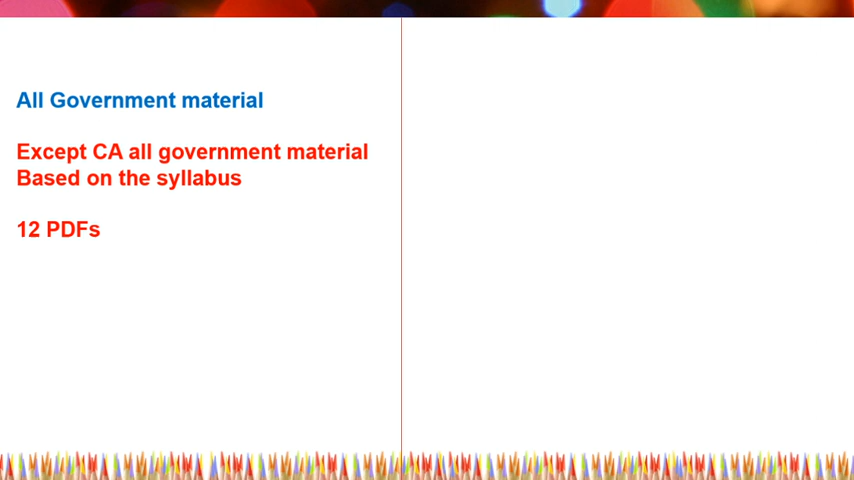 All Government material
Except CA all government material
Based on the syllabus
12 PDFs